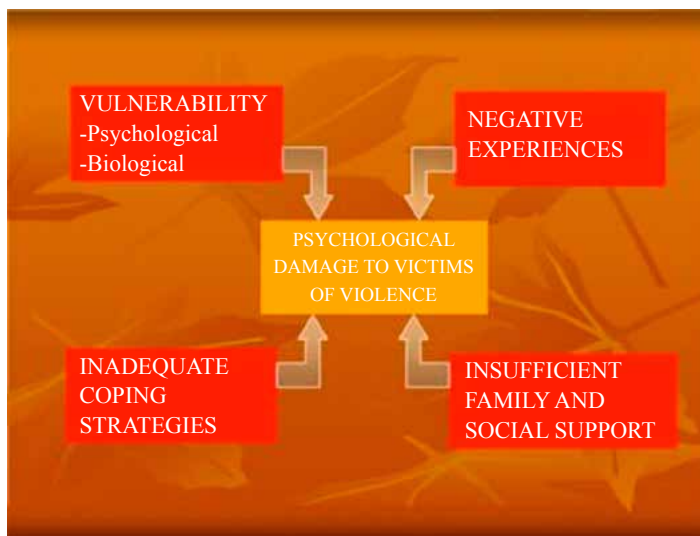 VULNERABILITY
-Psychological
-Biological
NEGATIVE
EXPERIENCES
PSYCHOLOGICAL
DAMAGE TO VICTIMS
OF VIOLENCE
INADEQUATE
COPING
STRATEGIES
INSUFFICIENT
FAMILY AND
SOCIAL SUPPORT